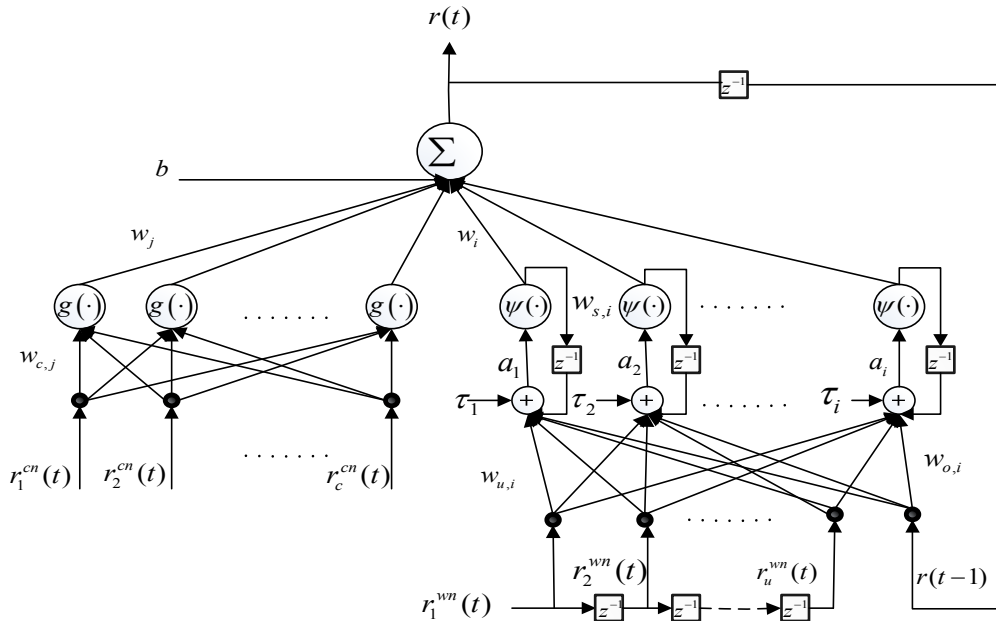 r(t)
z⁻¹
Σ
b
w_j
w_i
g(·) g(·) ....... g(·) ψ(·) w_{s,i} ψ(·) ....... ψ(·)
w_{c,j}
a_1 z⁻¹ a_2 z⁻¹ a_i z⁻¹
τ_1 + τ_2 + ....... τ_i +
r_1^{cn}(t) r_2^{cn}(t) ....... r_c^{cn}(t)
w_{u,i} w_{o,i}
.......
r_2^{wn}(t) r_u^{wn}(t) r(t−1)
r_1^{wn}(t) z⁻¹ z⁻¹ z⁻¹